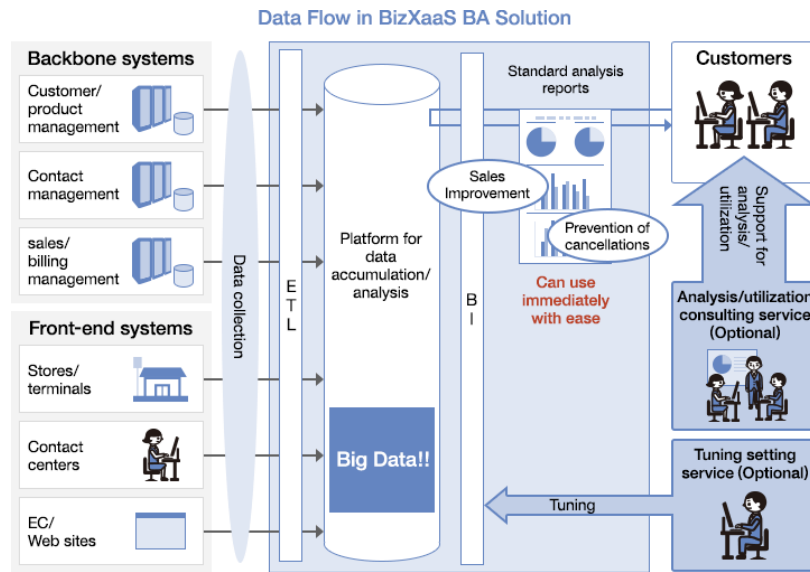 Data Flow in BizXaaS BA Solution
Backbone systems
Customer/
product
management
Contact
management
sales/
billing
management
Front-end systems
Stores/
terminals
Contact
centers
EC/
Web sites
Data collection
ETL
Platform for
data
accumulation/
analysis
Big Data!!
BI
Standard analysis
reports
Sales
Improvement
Prevention of
cancellations
Can use
immediately
with ease
Customers
Support for
analysis/
utilization
Analysis/utilization
consulting service
(Optional)
Tuning setting
service (Optional)
Tuning